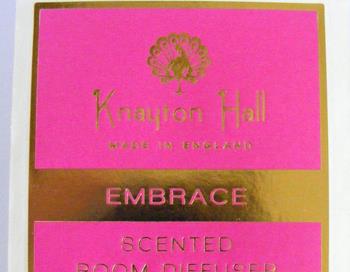 Knayton Hall
MADE IN ENGLAND
EMBRACE
SCENTED
ROOM DIFFUSER